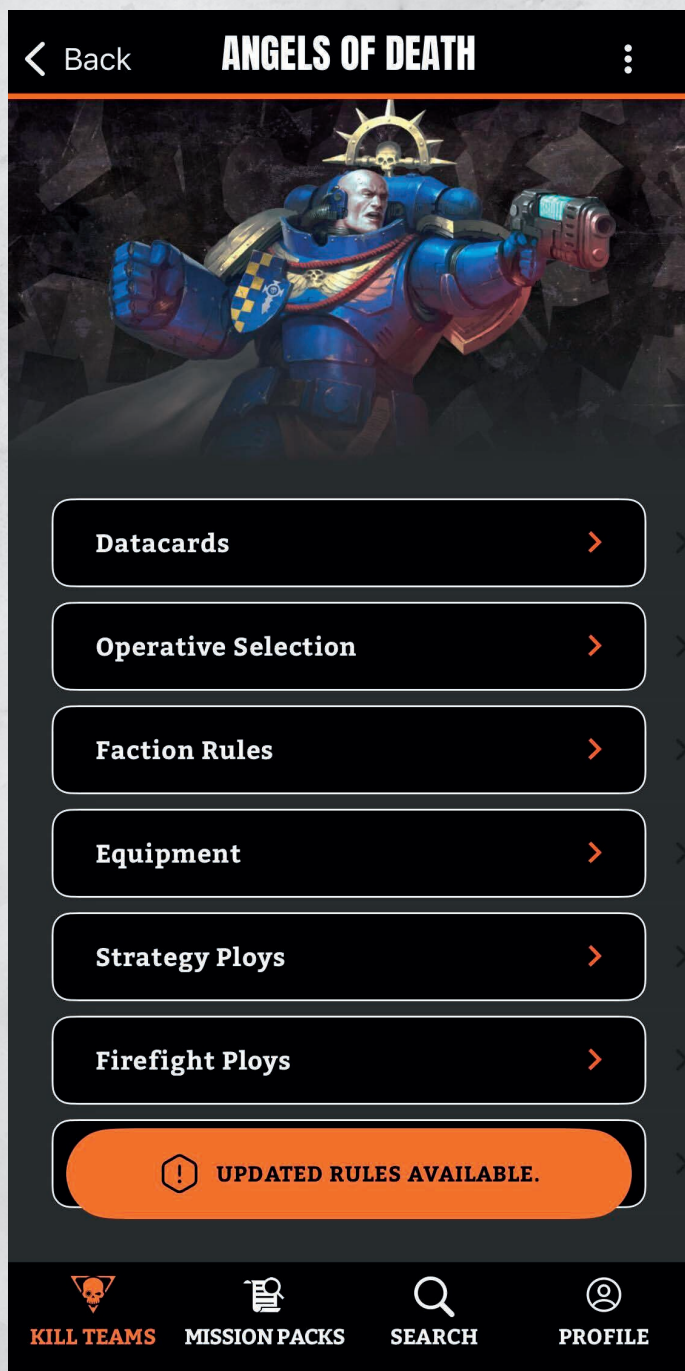 Back
ANGELS OF DEATH
Datacards
Operative Selection
Faction Rules
Equipment
Strategy Ploys
Firefight Ploys
UPDATED RULES AVAILABLE.
KILL TEAMS
MISSION PACKS
SEARCH
PROFILE